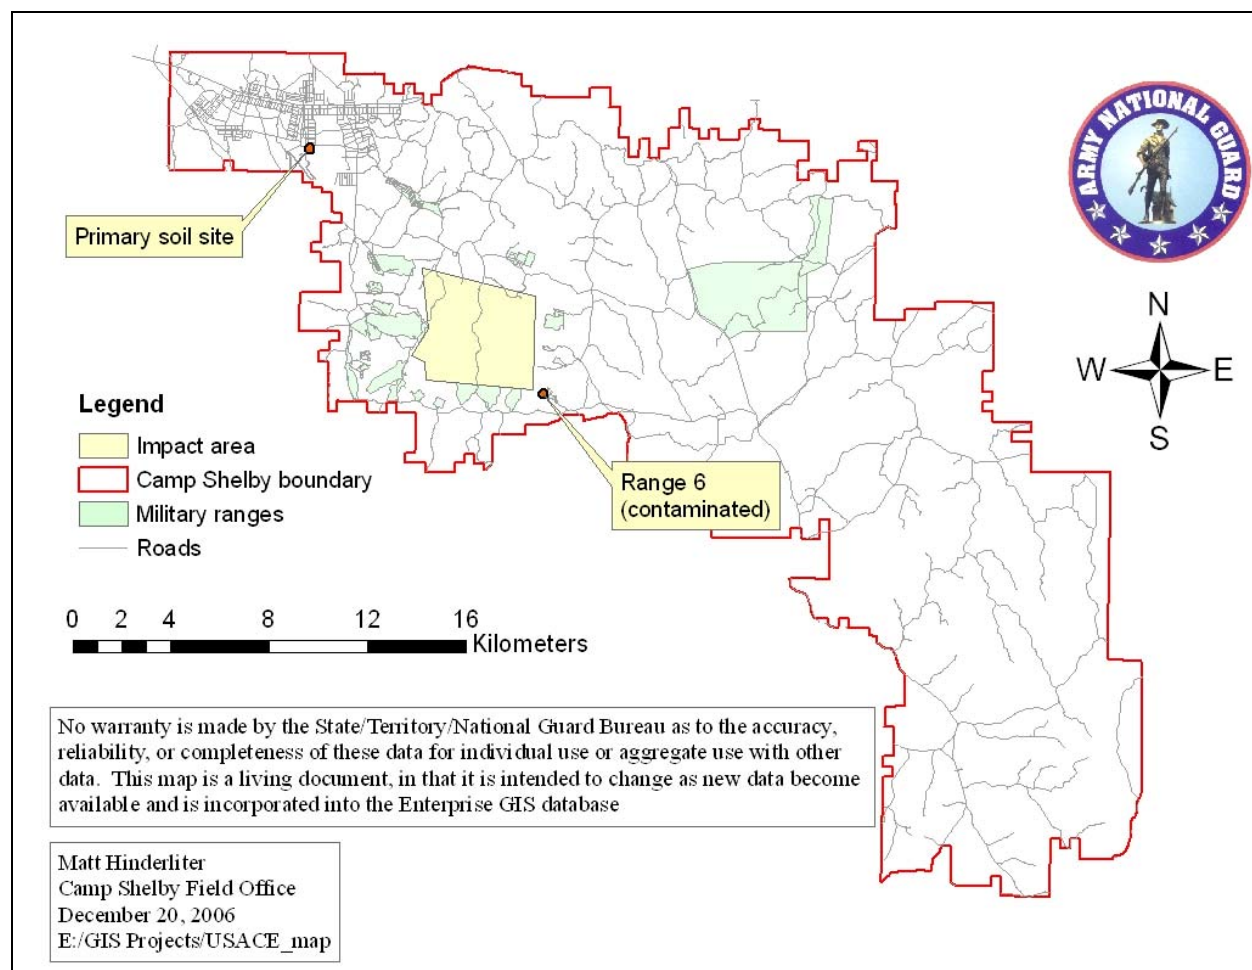 ARMY NATIONAL GUARD
Primary soil site
N
W
E
S
Legend
Impact area
Camp Shelby boundary
Military ranges
Roads
Range 6
(contaminated)
0 2 4 8 12 16
Kilometers
No warranty is made by the State/Territory/National Guard Bureau as to the accuracy,
reliability, or completeness of these data for individual use or aggregate use with other
data. This map is a living document, in that it is intended to change as new data become
available and is incorporated into the Enterprise GIS database
Matt Hinderliter
Camp Shelby Field Office
December 20, 2006
E:/GIS Projects/USACE_map